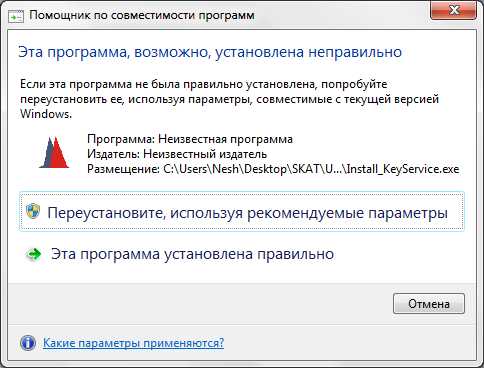 Помощник по совместимости программ
Эта программа, возможно, установлена неправильно
Если эта программа не была правильно установлена, попробуйте
переустановить ее, используя параметры, совместимые с текущей версией
Windows.
Программа: Неизвестная программа
Издатель: Неизвестный издатель
Размещение: C:\Users\Nesh\Desktop\SKAT\U...\Install_KeyService.exe
Переустановите, используя рекомендуемые параметры
Эта программа установлена правильно
Отмена
Какие параметры применяются?